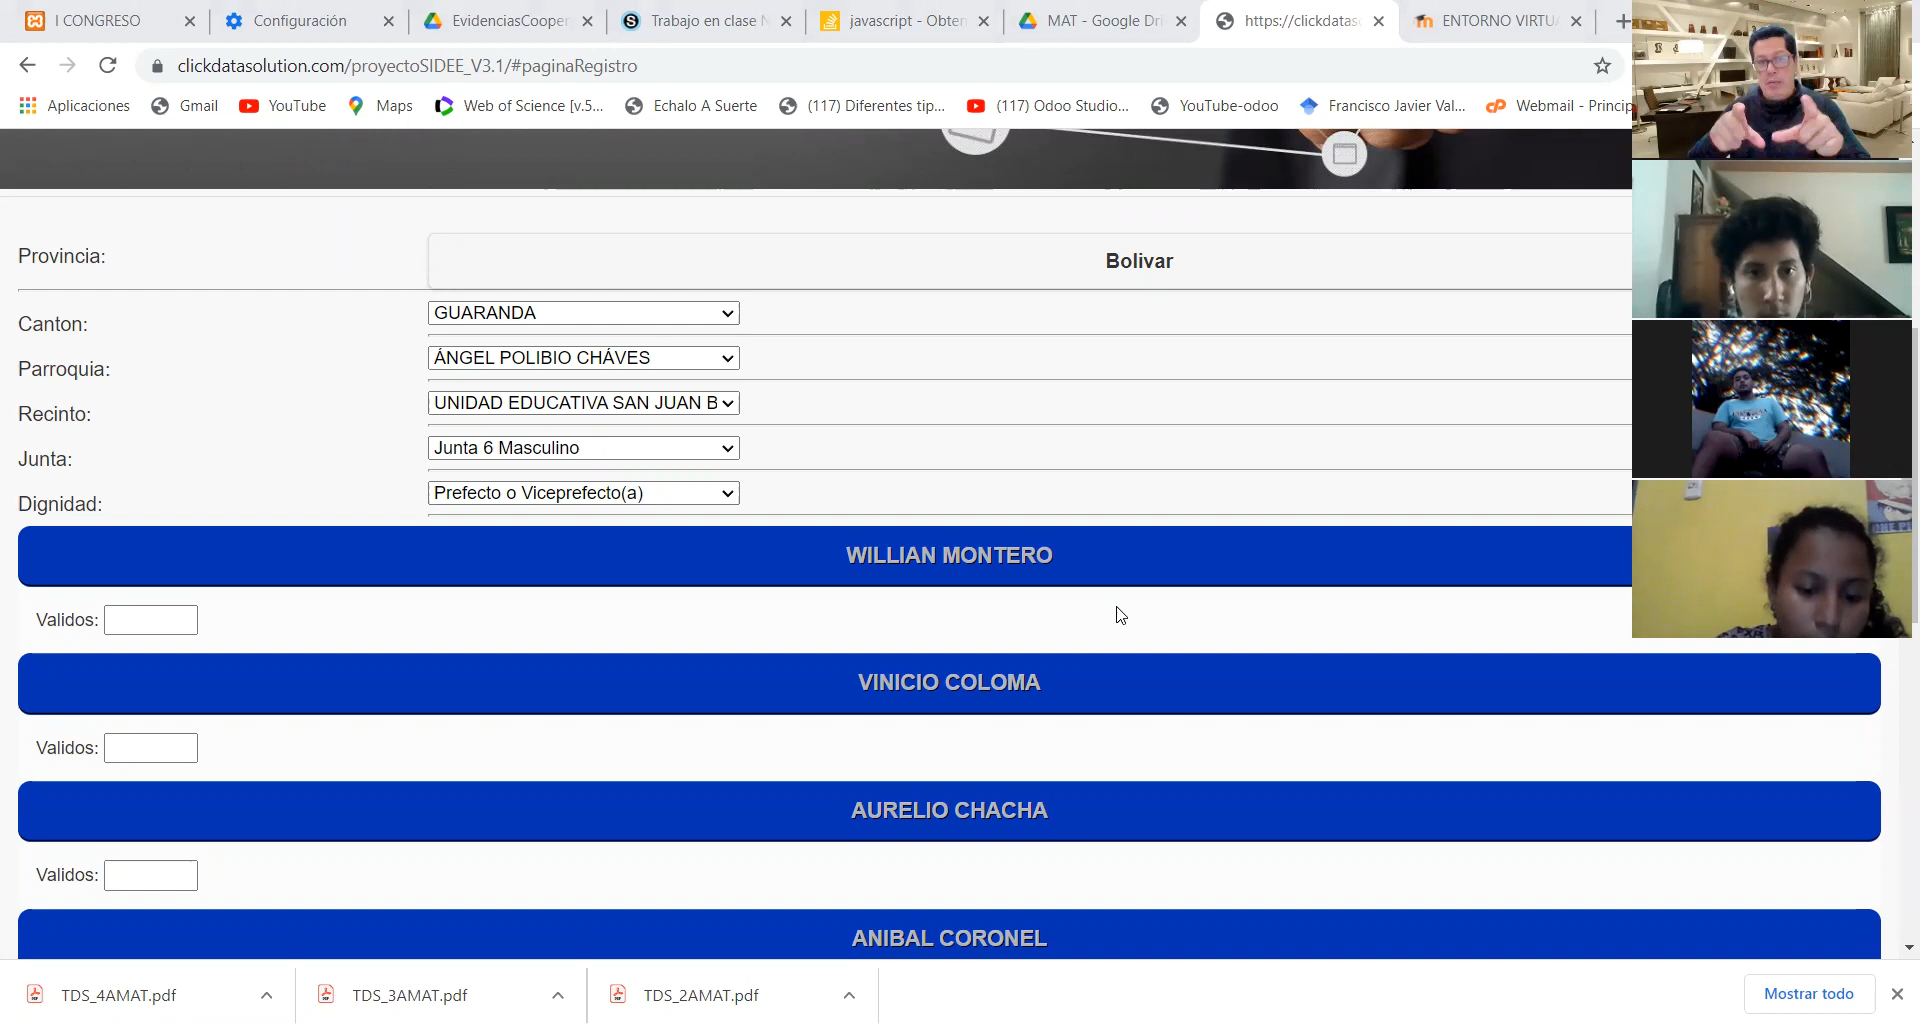 I CONGRESO
Configuración
EvidenciasCooper
Trabajo en clase N
javascript - Obten
MAT - Google Dri
https://clickdatas
ENTORNO VIRTUA
clickdatasolution.com/proyectoSIDEE_V3.1/#paginaRegistro
Aplicaciones
Gmail
YouTube
Maps
Web of Science [v.5...
Echalo A Suerte
(117) Diferentes tip...
(117) Odoo Studio...
YouTube-odoo
Francisco Javier Val...
Webmail - Princip
Provincia:
Bolivar
Canton:
GUARANDA
Parroquia:
ÁNGEL POLIBIO CHÁVES
Recinto:
UNIDAD EDUCATIVA SAN JUAN B
Junta:
Junta 6 Masculino
Dignidad:
Prefecto o Viceprefecto(a)
WILLIAN MONTERO
Validos:
VINICIO COLOMA
Validos:
AURELIO CHACHA
Validos:
ANIBAL CORONEL
TDS_4AMAT.pdf
TDS_3AMAT.pdf
TDS_2AMAT.pdf
Mostrar todo